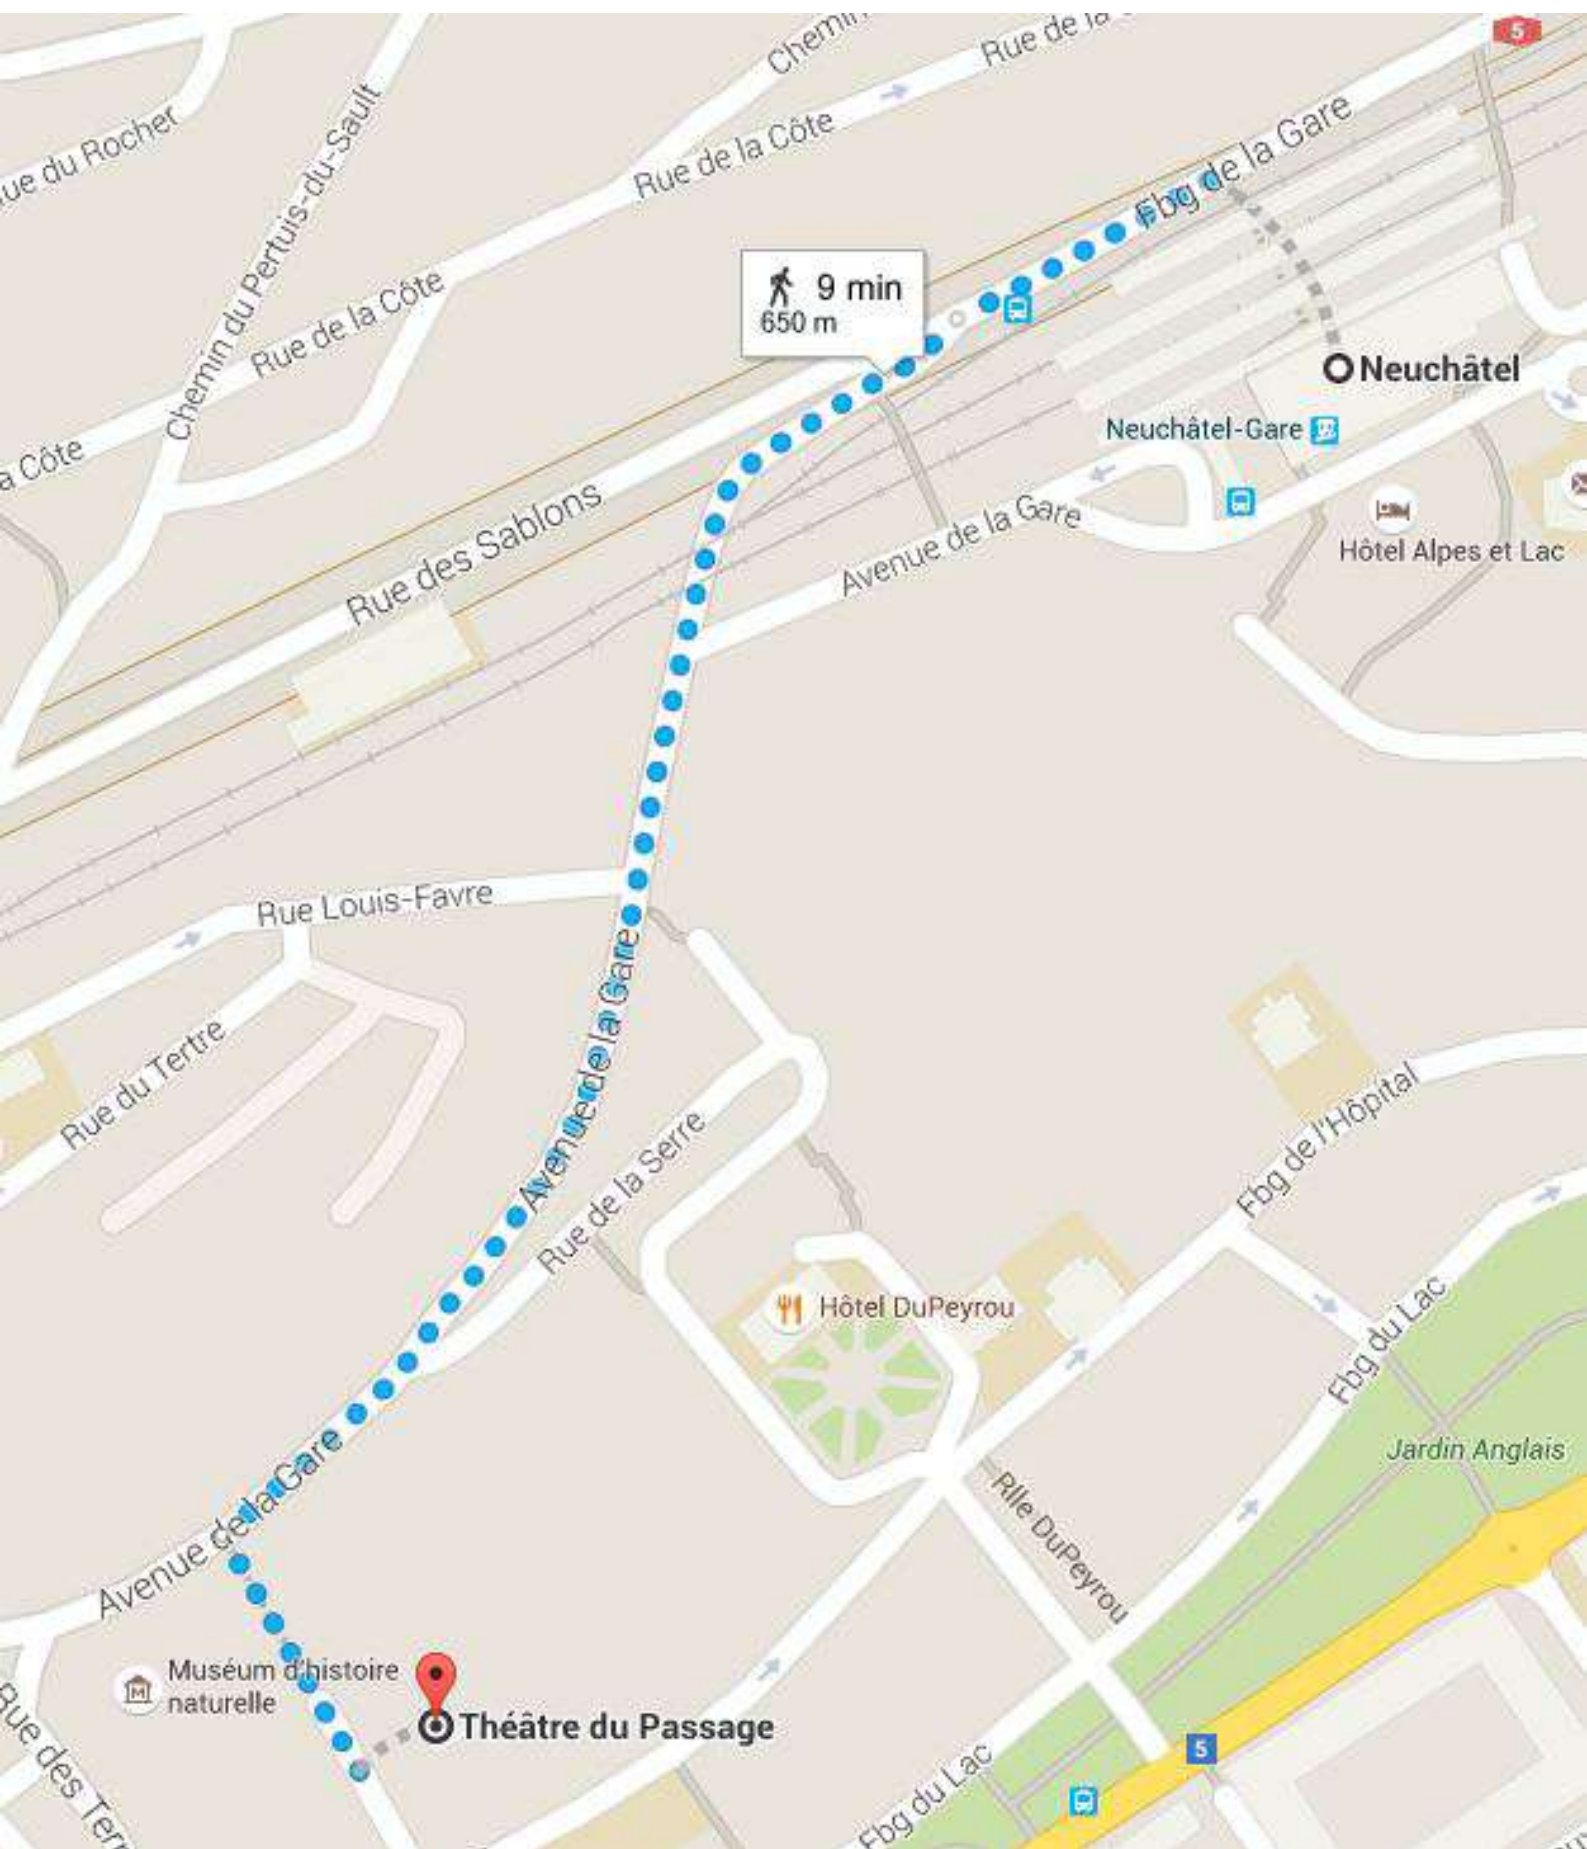 5
Chemin
Rue de la
Rue de la Côte
ue du Rocher
Chemin du Pertuis-du-Sault
Fbg de la Gare
9 min
650 m
Rue de la Côte
Neuchâtel
Neuchâtel-Gare
a Côte
Rue des Sablons
Avenue de la Gare
Hôtel Alpes et Lac
Rue Louis-Favre
Avenue de la Gare
Rue du Tertre
Rue de la Serre
Fbg de l'Hôpital
Hôtel DuPeyrou
Fbg du Lac
Jardin Anglais
Avenue de la Gare
Rlle DuPeyrou
Muséum d'histoire
naturelle
M
Théâtre du Passage
5
Rue des Terr
Fbg du Lac